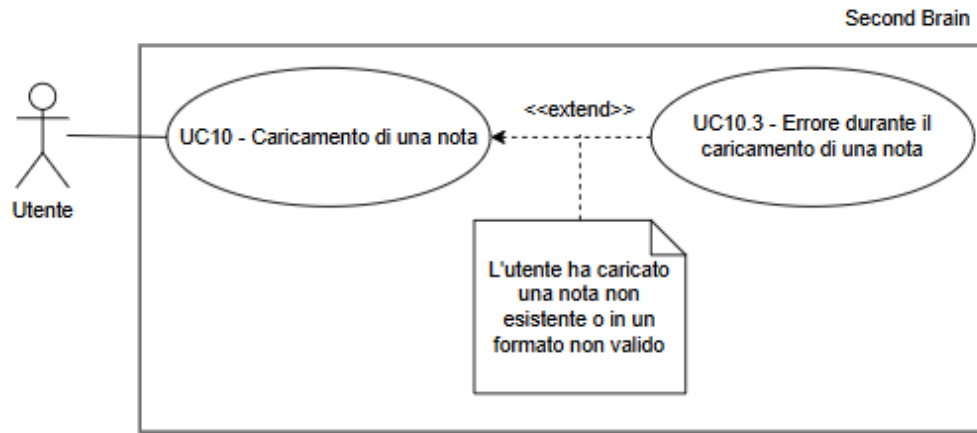 Second Brain
UC10 - Caricamento di una nota
<<extend>>
UC10.3 - Errore durante il
caricamento di una nota
Utente
L'utente ha caricato
una nota non
esistente o in un
formato non valido